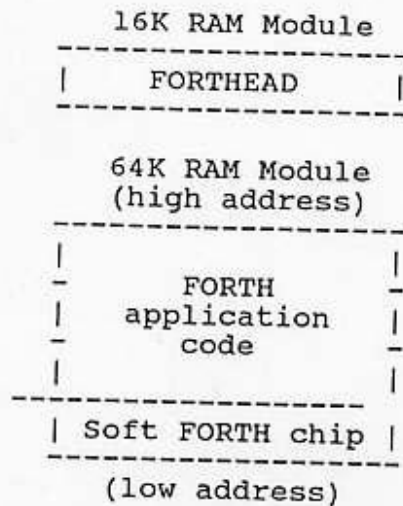 16K RAM Module
--------------------
| FORTHEAD |
--------------------
64K RAM Module
(high address)
--------------------
| |
- FORTH -
| application |
- code -
| |
--------------------
| Soft FORTH chip |
--------------------
(low address)